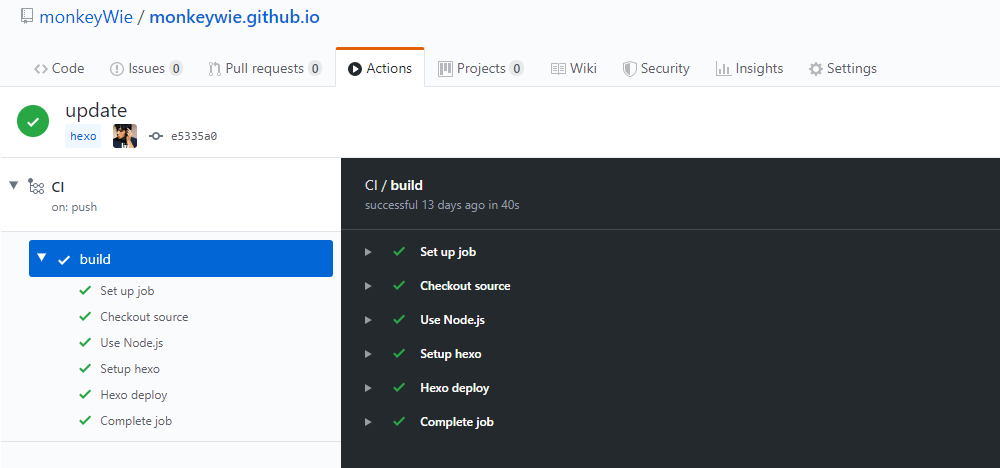 monkeyWie / monkeywie.github.io
Code Issues 0 Pull requests 0 Actions Projects 0 Wiki Security Insights Settings
update
hexo e5335a0
CI
on: push
build
Set up job
Checkout source
Use Node.js
Setup hexo
Hexo deploy
Complete job
CI / build
successful 13 days ago in 40s
Set up job
Checkout source
Use Node.js
Setup hexo
Hexo deploy
Complete job